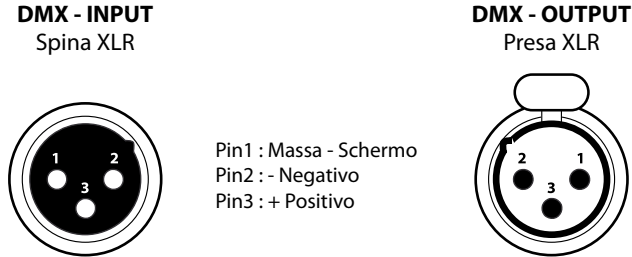 DMX - INPUT
Spina XLR
1 2
3
Pin1 : Massa - Schermo
Pin2 : - Negativo
Pin3 : + Positivo
DMX - OUTPUT
Presa XLR
2 1
3